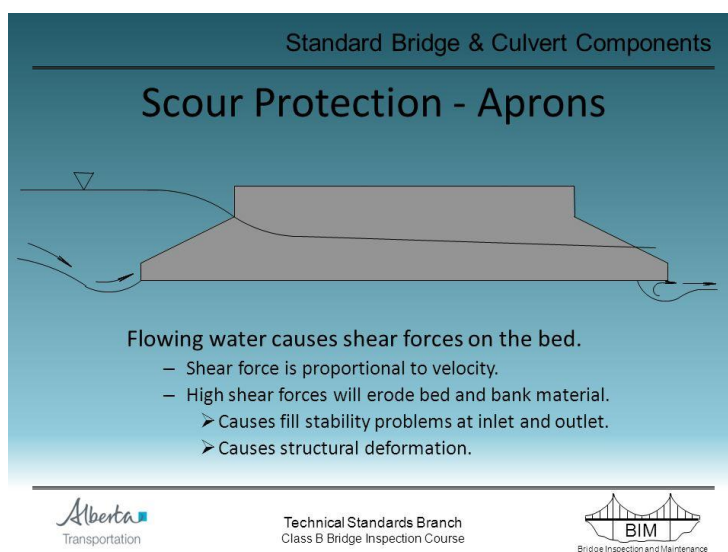 Standard Bridge & Culvert Components
Scour Protection - Aprons
Flowing water causes shear forces on the bed.
– Shear force is proportional to velocity.
– High shear forces will erode bed and bank material.
➢ Causes fill stability problems at inlet and outlet.
➢ Causes structural deformation.
Alberta
Transportation
Technical Standards Branch
Class B Bridge Inspection Course
BIM
Bridge Inspection and Maintenance